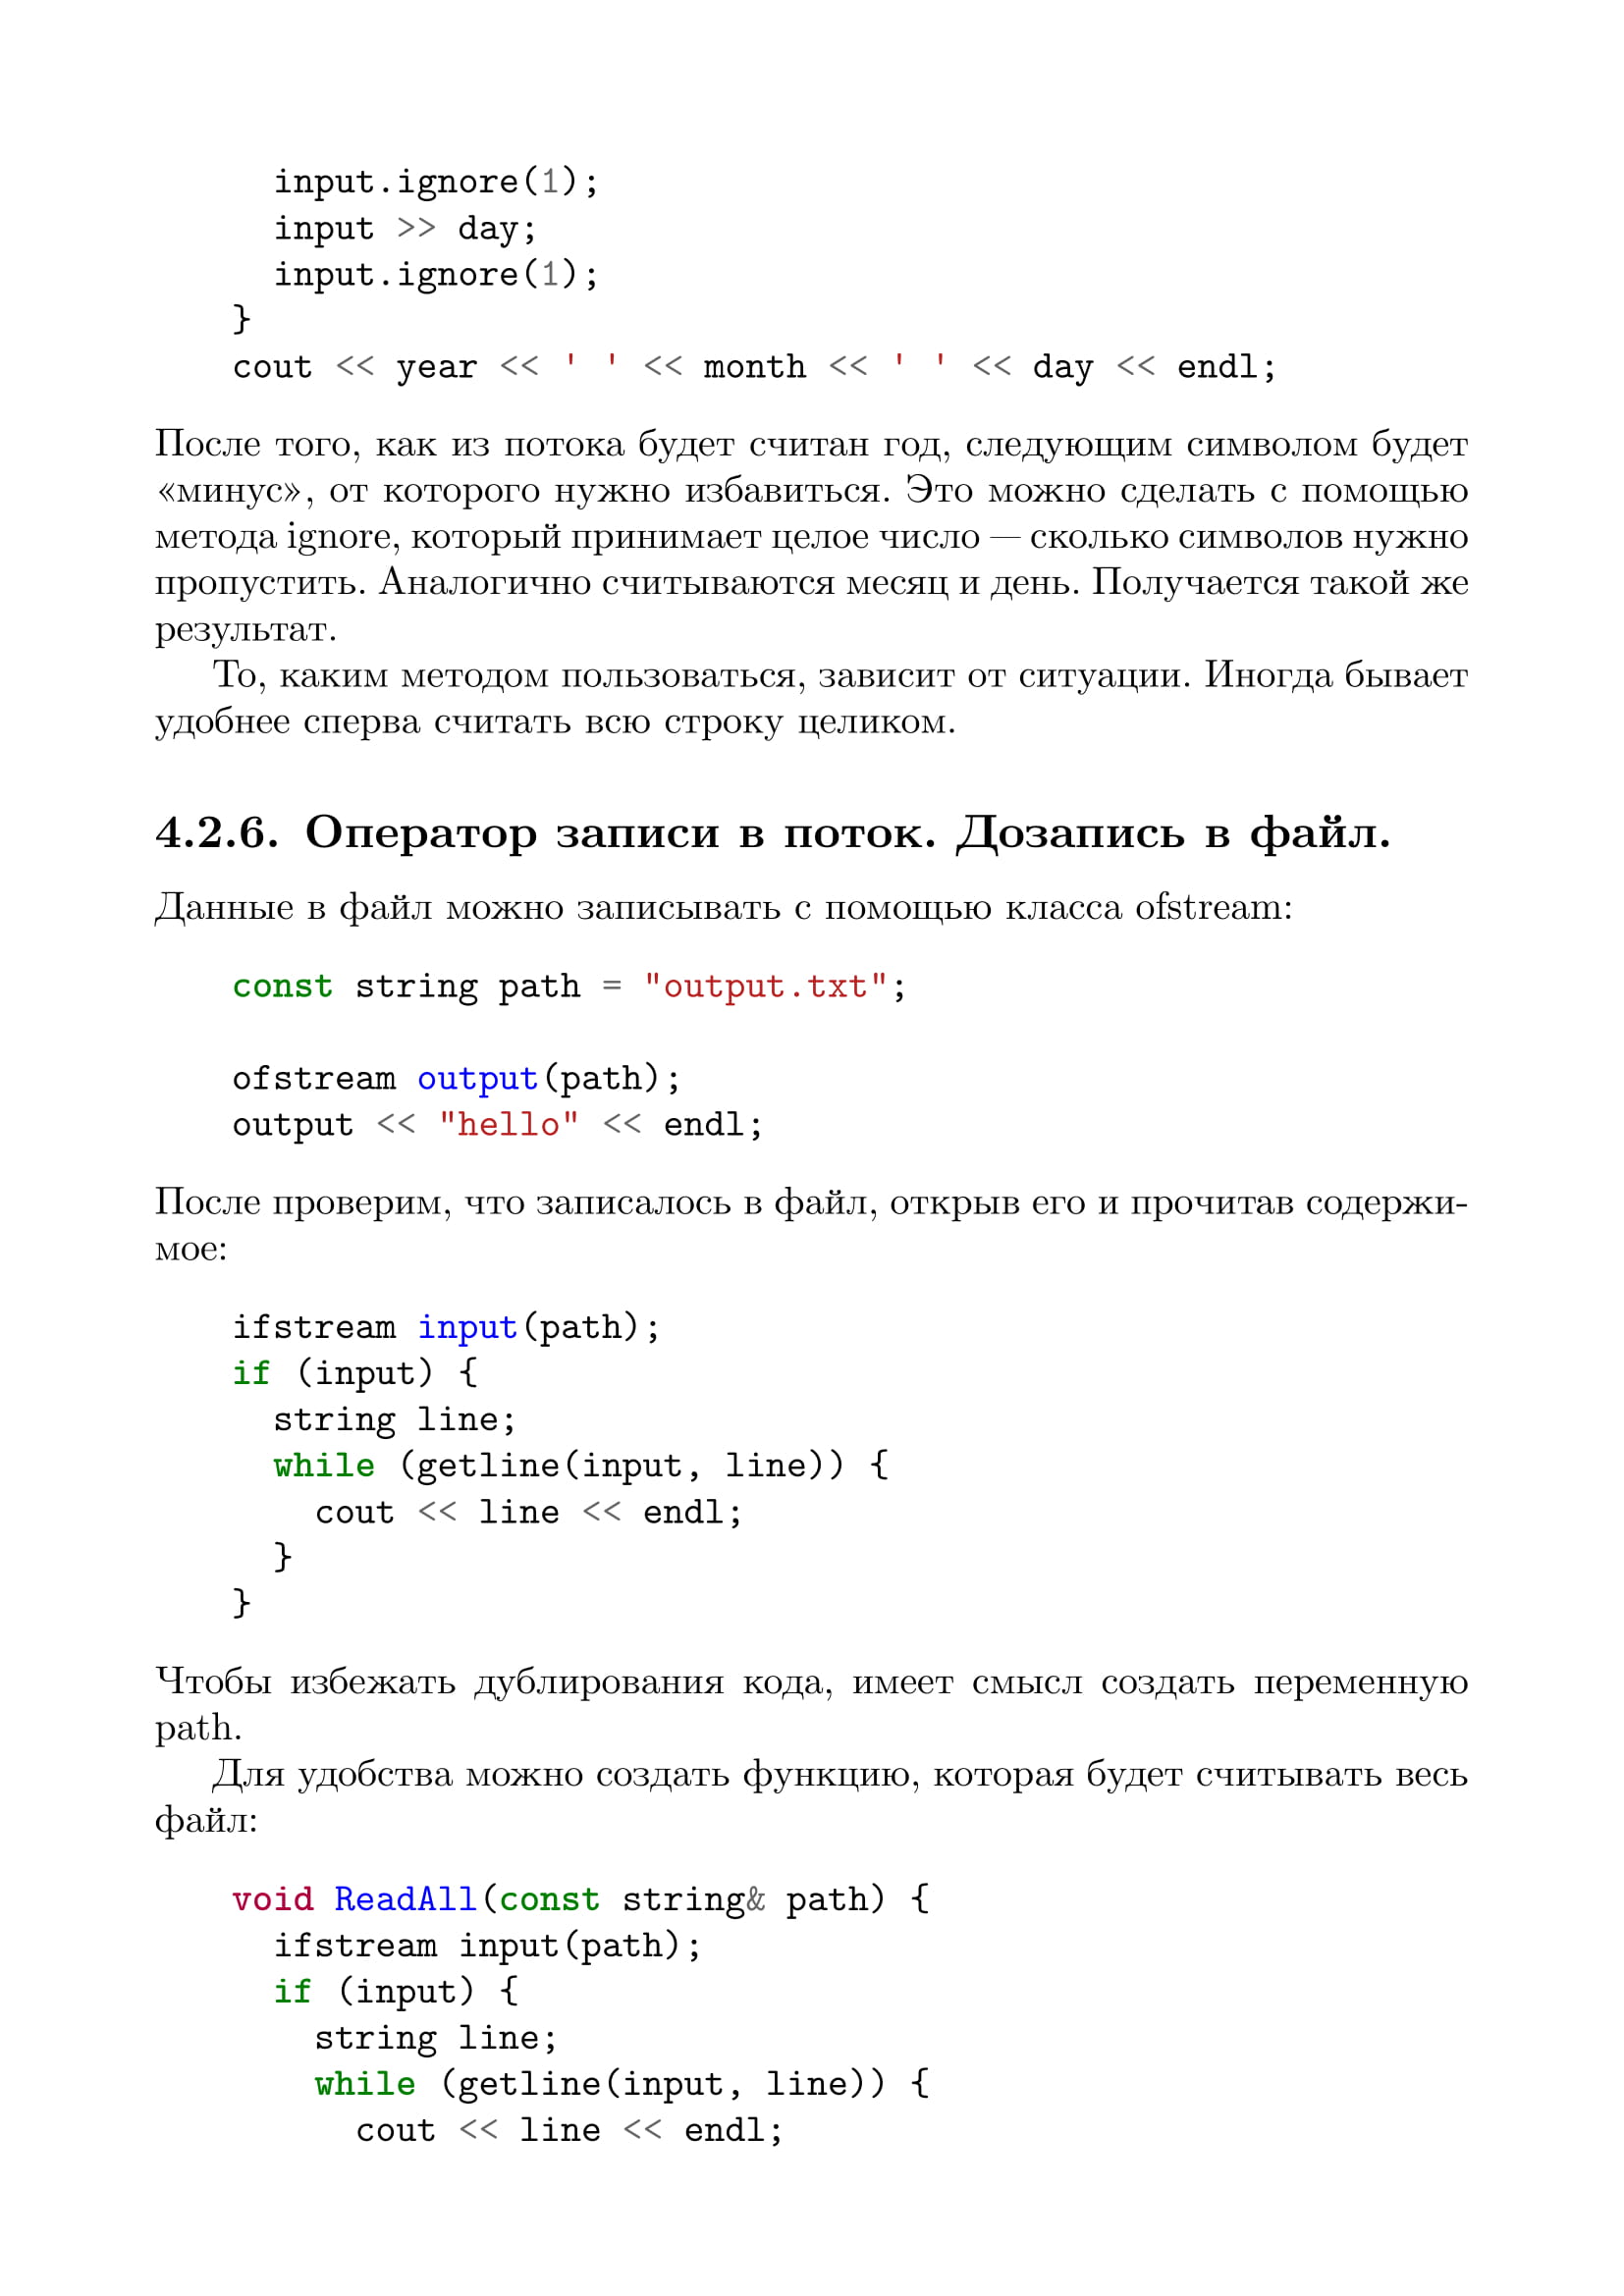 input.ignore(1);
input >> day;
input.ignore(1);
}
cout << year << ' ' << month << ' ' << day << endl;
После того, как из потока будет считан год, следующим символом будет
«минус», от которого нужно избавиться. Это можно сделать с помощью
метода ignore, который принимает целое число — сколько символов нужно
пропустить. Аналогично считываются месяц и день. Получается такой же
результат.
То, каким методом пользоваться, зависит от ситуации. Иногда бывает
удобнее сперва считать всю строку целиком.
4.2.6. Оператор записи в поток. Дозапись в файл.
Данные в файл можно записывать с помощью класса ofstream:
const string path = "output.txt";
ofstream output(path);
output << "hello" << endl;
После проверим, что записалось в файл, открыв его и прочитав содержи-
мое:
ifstream input(path);
if (input) {
string line;
while (getline(input, line)) {
cout << line << endl;
}
}
Чтобы избежать дублирования кода, имеет смысл создать переменную
path.
Для удобства можно создать функцию, которая будет считывать весь
файл:
void ReadAll(const string& path) {
ifstream input(path);
if (input) {
string line;
while (getline(input, line)) {
cout << line << endl;